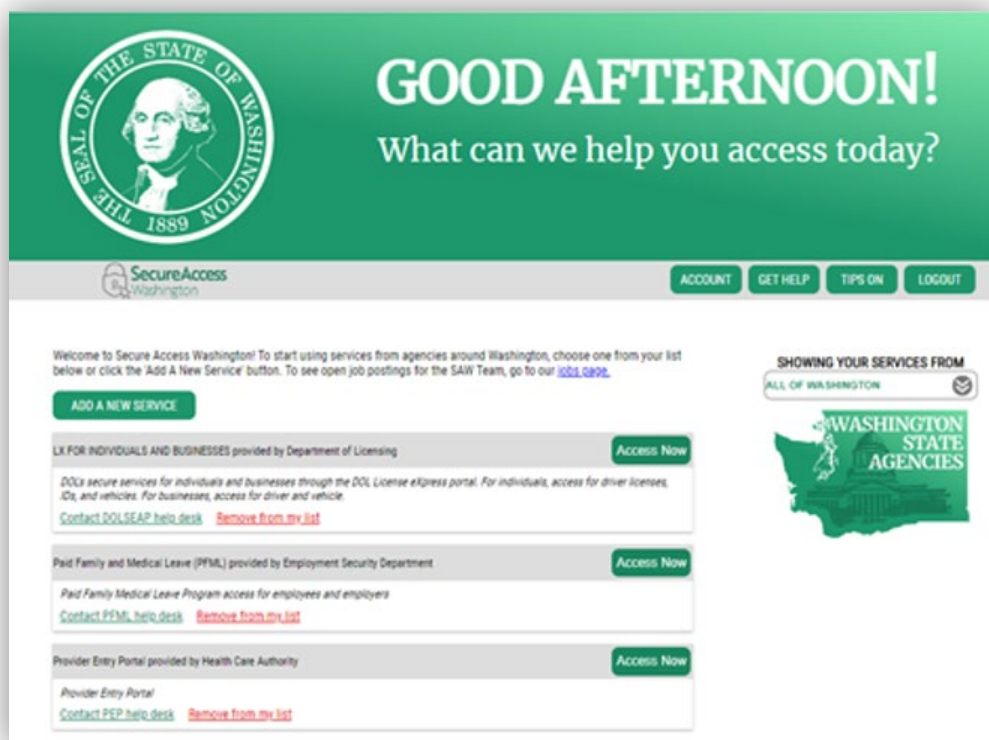 THE SEAL OF THE STATE OF WASHINGTON
1889
GOOD AFTERNOON!
What can we help you access today?
SecureAccess
Washington
ACCOUNT GET HELP TIPS ON LOGOUT
Welcome to Secure Access Washington! To start using services from agencies around Washington, choose one from your list
below or click the 'Add A New Service' button. To see open job postings for the SAW Team, go to our jobs page.
ADD A NEW SERVICE
SHOWING YOUR SERVICES FROM
ALL OF WASHINGTON
WASHINGTON
STATE
AGENCIES
LX FOR INDIVIDUALS AND BUSINESSES provided by Department of Licensing Access Now
DOLs secure services for individuals and businesses through the DOL License eXpress portal. For individuals, access for driver licenses,
IDs, and vehicles. For businesses, access for driver and vehicle.
Contact DOLSEAP help desk Remove from my list
Paid Family and Medical Leave (PFML) provided by Employment Security Department Access Now
Paid Family Medical Leave Program access for employees and employers
Contact PFML help desk Remove from my list
Provider Entry Portal provided by Health Care Authority Access Now
Provider Entry Portal
Contact PEP help desk Remove from my list